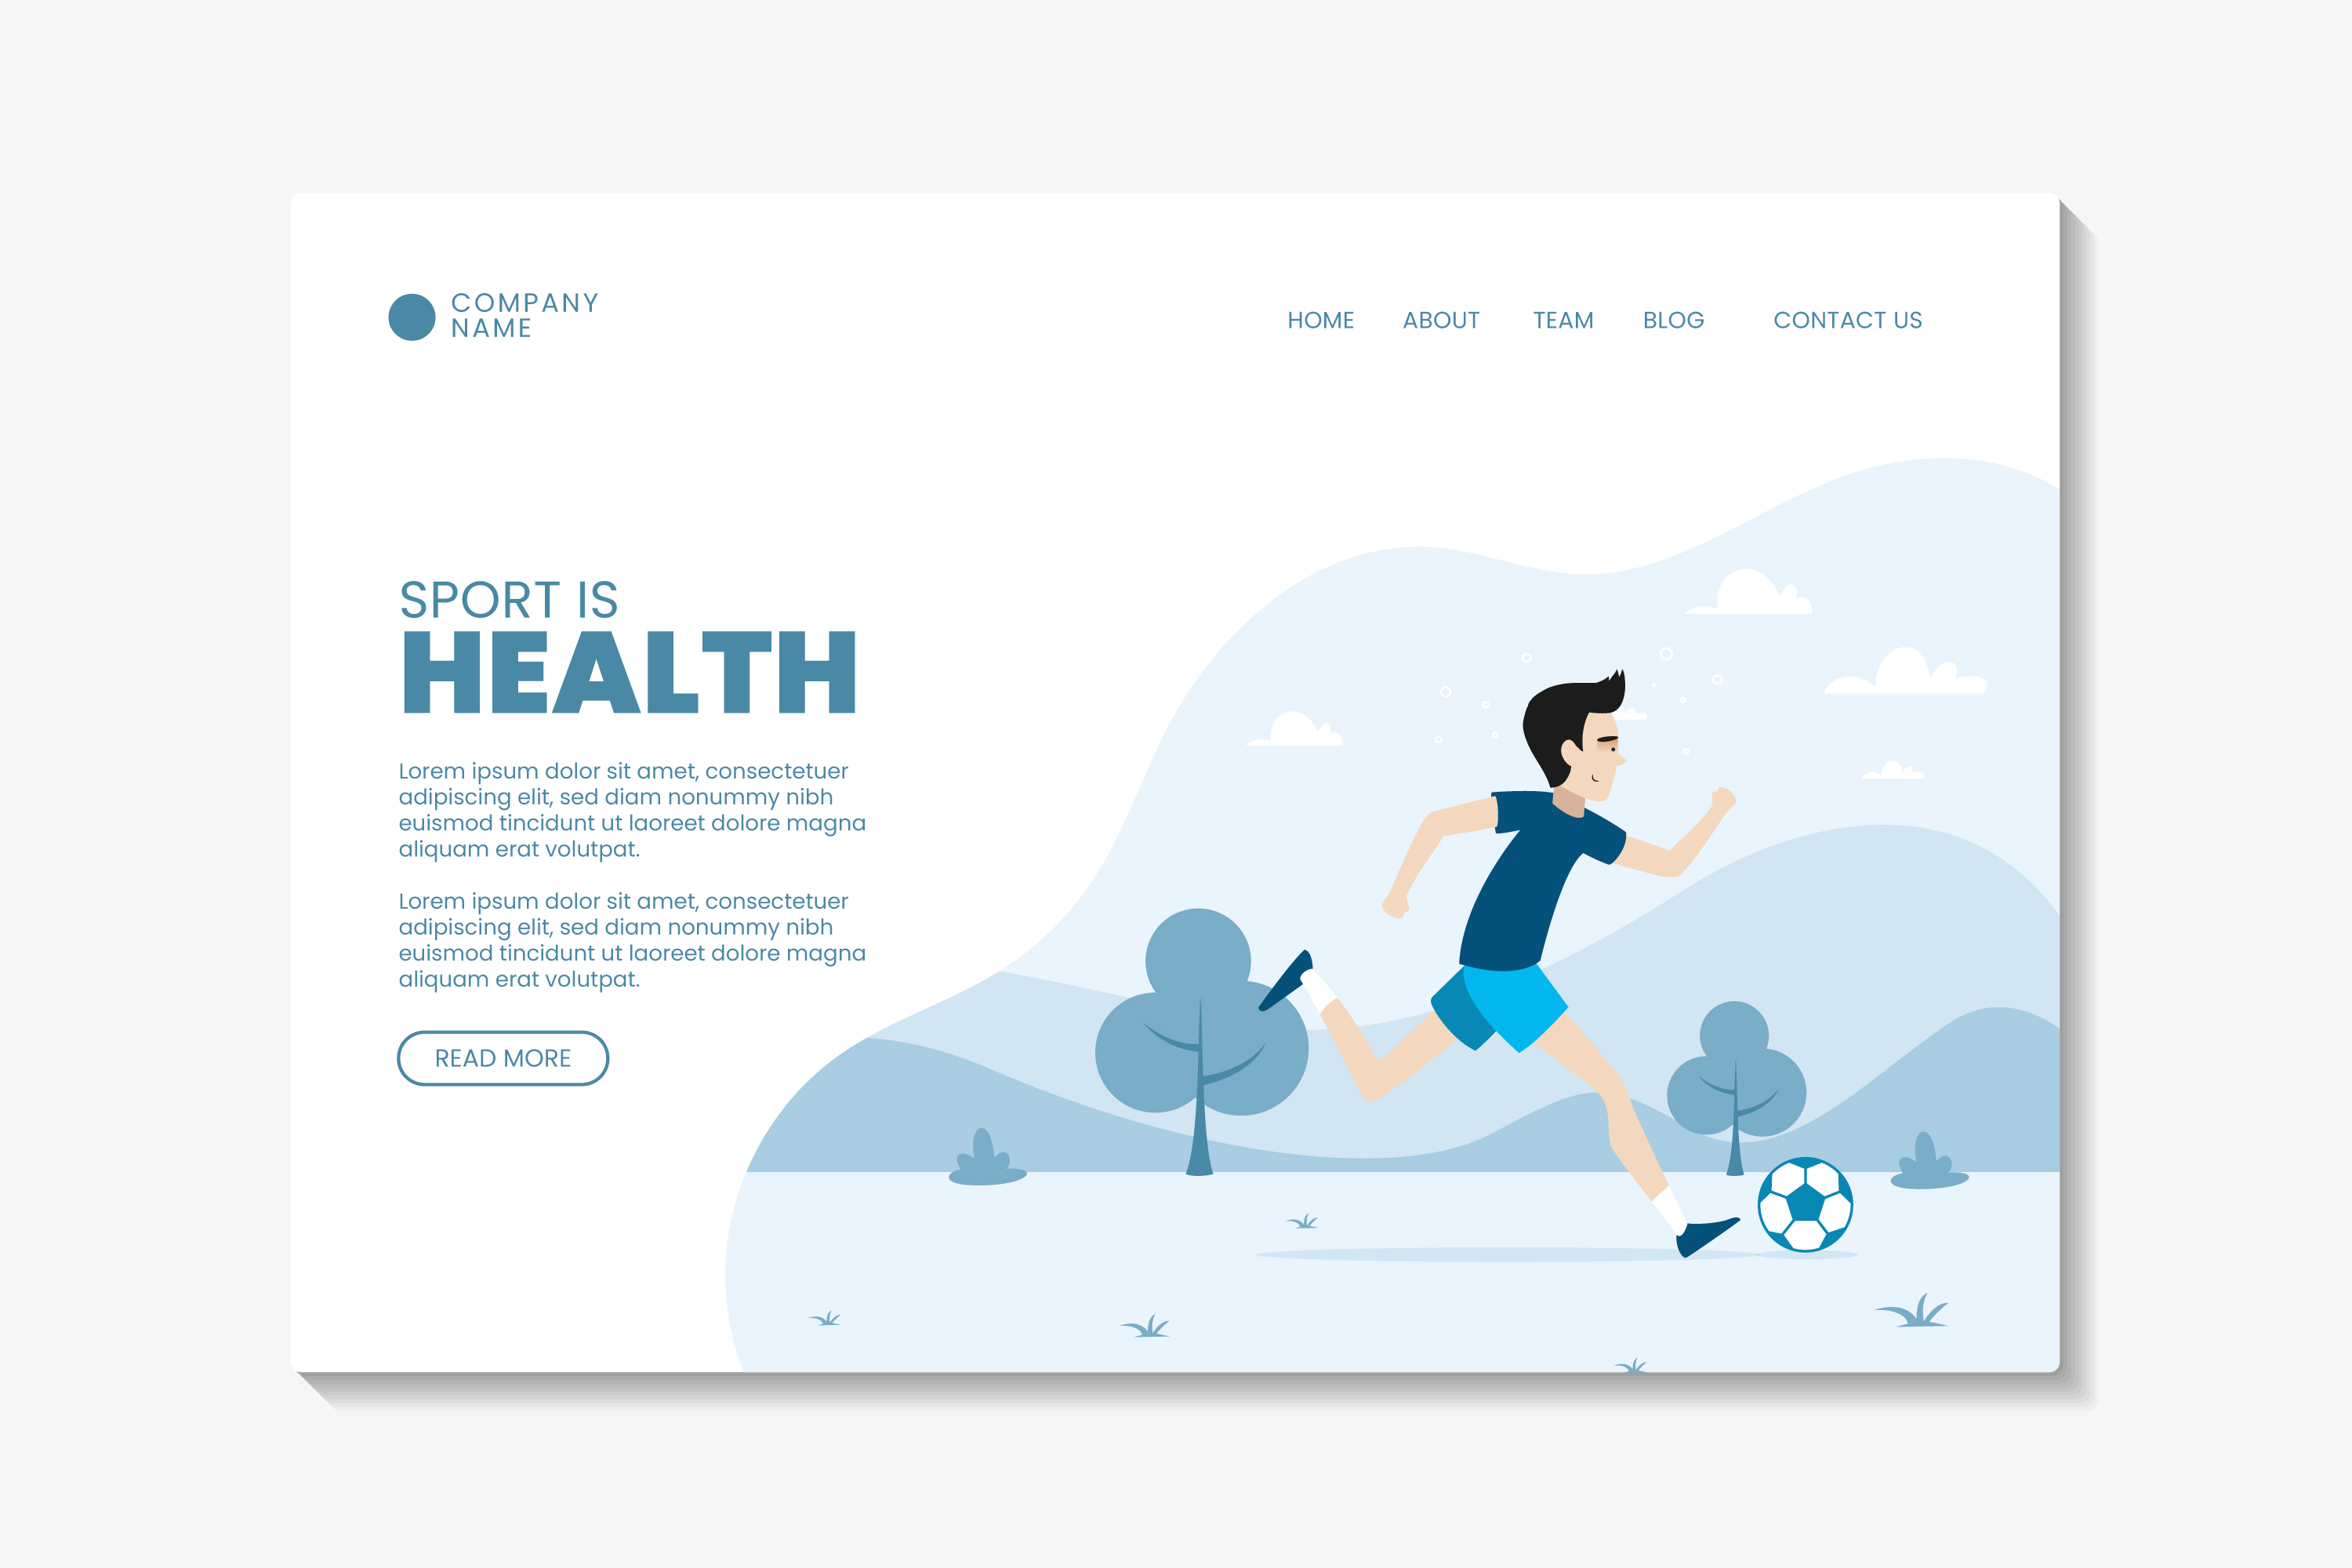 COMPANY
NAME
HOME ABOUT TEAM BLOG CONTACT US
SPORT IS
HEALTH
Lorem ipsum dolor sit amet, consectetuer
adipiscing elit, sed diam nonummy nibh
euismod tincidunt ut laoreet dolore magna
aliquam erat volutpat.
Lorem ipsum dolor sit amet, consectetuer
adipiscing elit, sed diam nonummy nibh
euismod tincidunt ut laoreet dolore magna
aliquam erat volutpat.
READ MORE